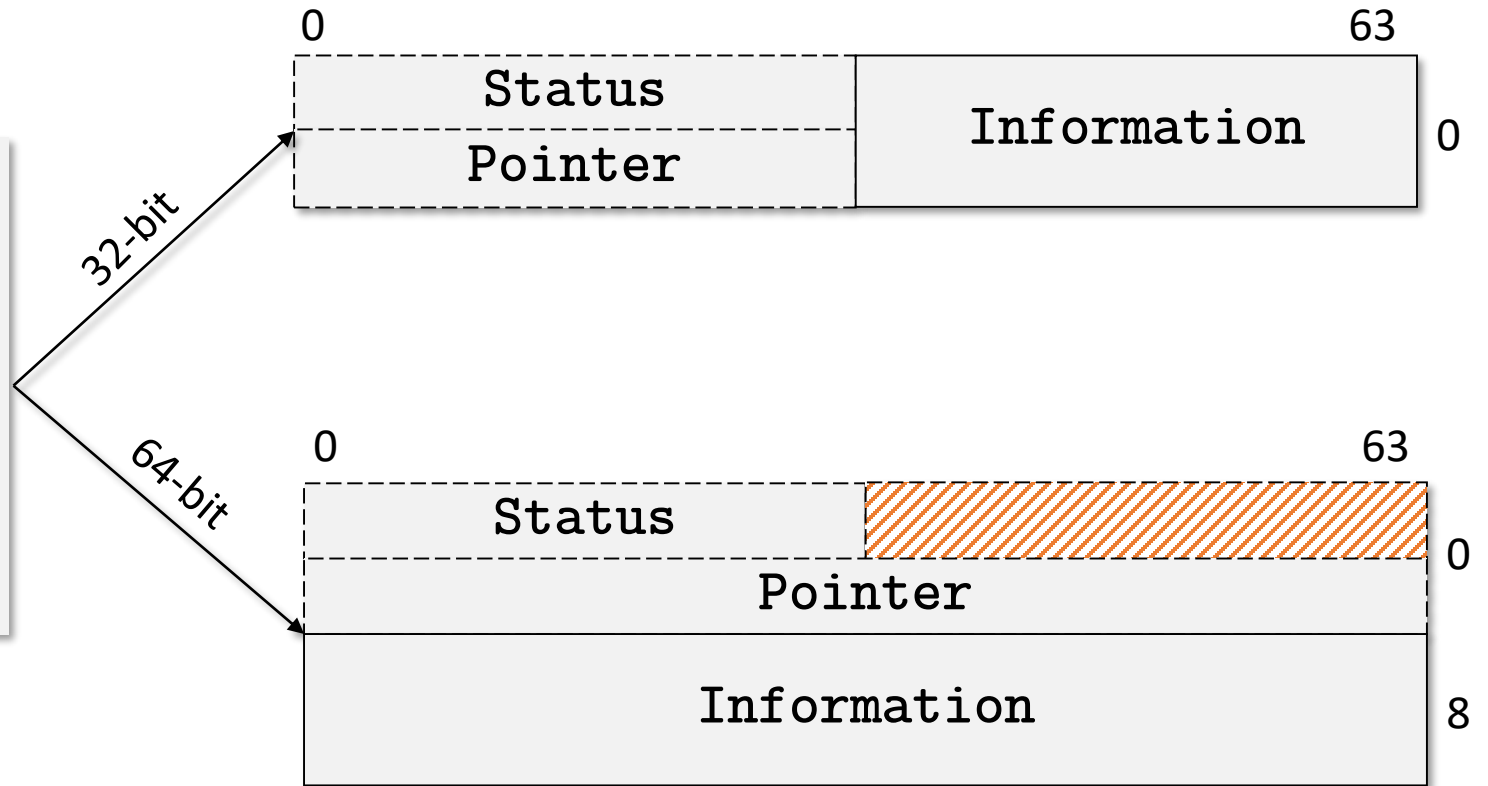 0 63
Status
Information 0
Pointer
32-bit
64-bit
0 63
Status
0
Pointer
Information 8